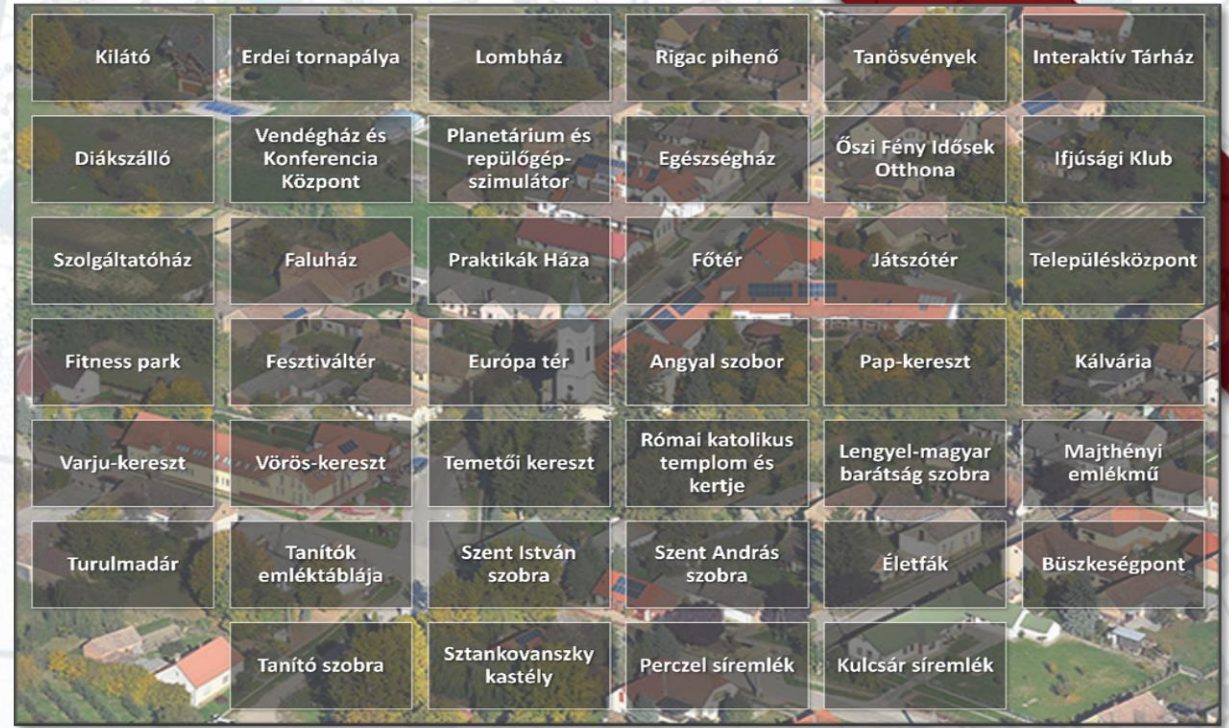 Kilátó
Erdei tornapálya
Lombház
Rigac pihenő
Tanösvények
Interaktív Tárház
Diákszálló
Vendégház és
Konferencia
Központ
Planetárium és
repülőgép-
szimulátor
Egészségház
Őszi Fény Idősek
Otthona
Ifjúsági Klub
Szolgáltatóház
Faluház
Praktikák Háza
Főtér
Játszótér
Településközpont
Fitness park
Fesztiváltér
Európa tér
Angyal szobor
Pap-kereszt
Kálvária
Varju-kereszt
Vörös-kereszt
Temetői kereszt
Római katolikus
templom és
kertje
Lengyel-magyar
barátság szobra
Majthényi
emlékmű
Turulmadár
Tanítók
emléktáblája
Szent István
szobra
Szent András
szobra
Életfák
Büszkeségpont
Tanító szobra
Sztankovanszky
kastély
Perczel síremlék
Kulcsár síremlék